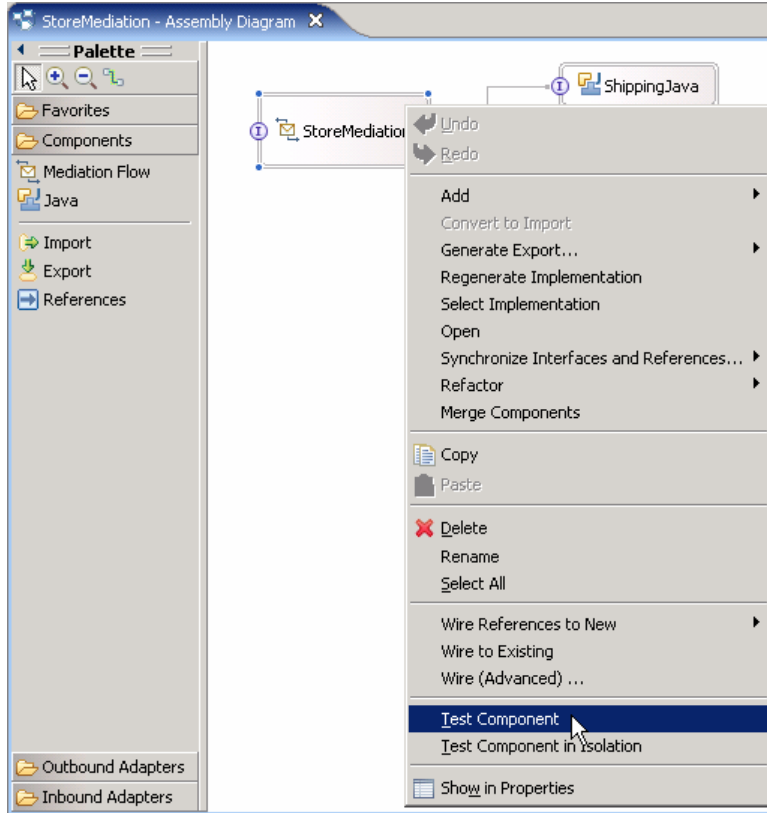 StoreMediation - Assembly Diagram
Palette
Favorites
Components
Mediation Flow
Java
Import
Export
References
Outbound Adapters
Inbound Adapters
StoreMediation
ShippingJava
Undo
Redo
Add
Convert to Import
Generate Export...
Regenerate Implementation
Select Implementation
Open
Synchronize Interfaces and References...
Refactor
Merge Components
Copy
Paste
Delete
Rename
Select All
Wire References to New
Wire to Existing
Wire (Advanced) ...
Test Component
Test Component in Isolation
Show in Properties